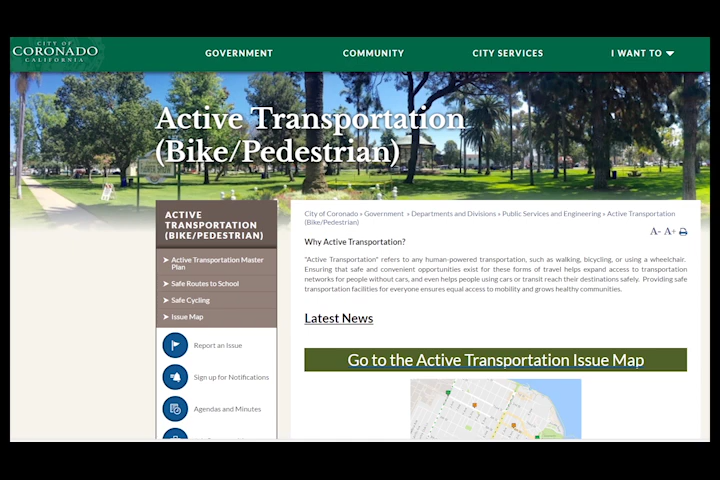 CITY OF
CORONADO
CALIFORNIA
GOVERNMENT
COMMUNITY
CITY SERVICES
I WANT TO
Active Transportation
(Bike/Pedestrian)
ACTIVE
TRANSPORTATION
(BIKE/PEDESTRIAN)
Active Transportation Master
Plan
Safe Routes to School
Safe Cycling
Issue Map
Report an Issue
Sign up for Notifications
Agendas and Minutes
City of Coronado » Government » Departments and Divisions » Public Services and Engineering » Active Transportation
(Bike/Pedestrian)
A- A+
Why Active Transportation?
"Active Transportation" refers to any human-powered transportation, such as walking, bicycling, or using a wheelchair.
Ensuring that safe and convenient opportunities exist for these forms of travel helps expand access to transportation
networks for people without cars, and even helps people using cars or transit reach their destinations safely. Providing safe
transportation facilities for everyone ensures equal access to mobility and grows healthy communities.
Latest News
Go to the Active Transportation Issue Map